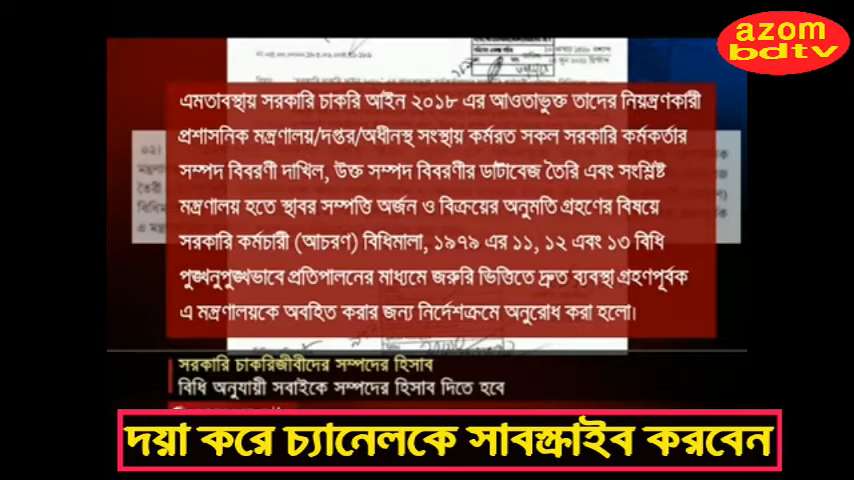 azom
bdtv
এমতাবস্থায় সরকারি চাকরি আইন ২০১৮ এর আওতাভুক্ত তাদের নিয়ন্ত্রণকারী
প্রশাসনিক মন্ত্রণালয়/দপ্তর/অধীনস্থ সংস্থায় কর্মরত সকল সরকারি কর্মকর্তার
সম্পদ বিবরণী দাখিল, উক্ত সম্পদ বিবরণীর ডাটাবেজ তৈরি এবং সংশ্লিষ্ট
মন্ত্রণালয় হতে স্থাবর সম্পত্তি অর্জন ও বিক্রয়ের অনুমতি গ্রহণের বিষয়ে
সরকারি কর্মচারী (আচরণ) বিধিমালা, ১৯৭৯ এর ১১, ১২ এবং ১৩ বিধি
পুঙ্খনুপুঙ্খভাবে প্রতিপালনের মাধ্যমে জরুরি ভিত্তিতে দ্রুত ব্যবস্থা গ্রহণপূর্বক
এ মন্ত্রণালয়কে অবহিত করার জন্য নির্দেশক্রমে অনুরোধ করা হলো।
সরকারি চাকরিজীবীদের সম্পদের হিসাব
বিধি অনুযায়ী সবাইকে সম্পদের হিসাব দিতে হবে
দয়া করে চ্যানেলকে সাবস্ক্রাইব করবেন